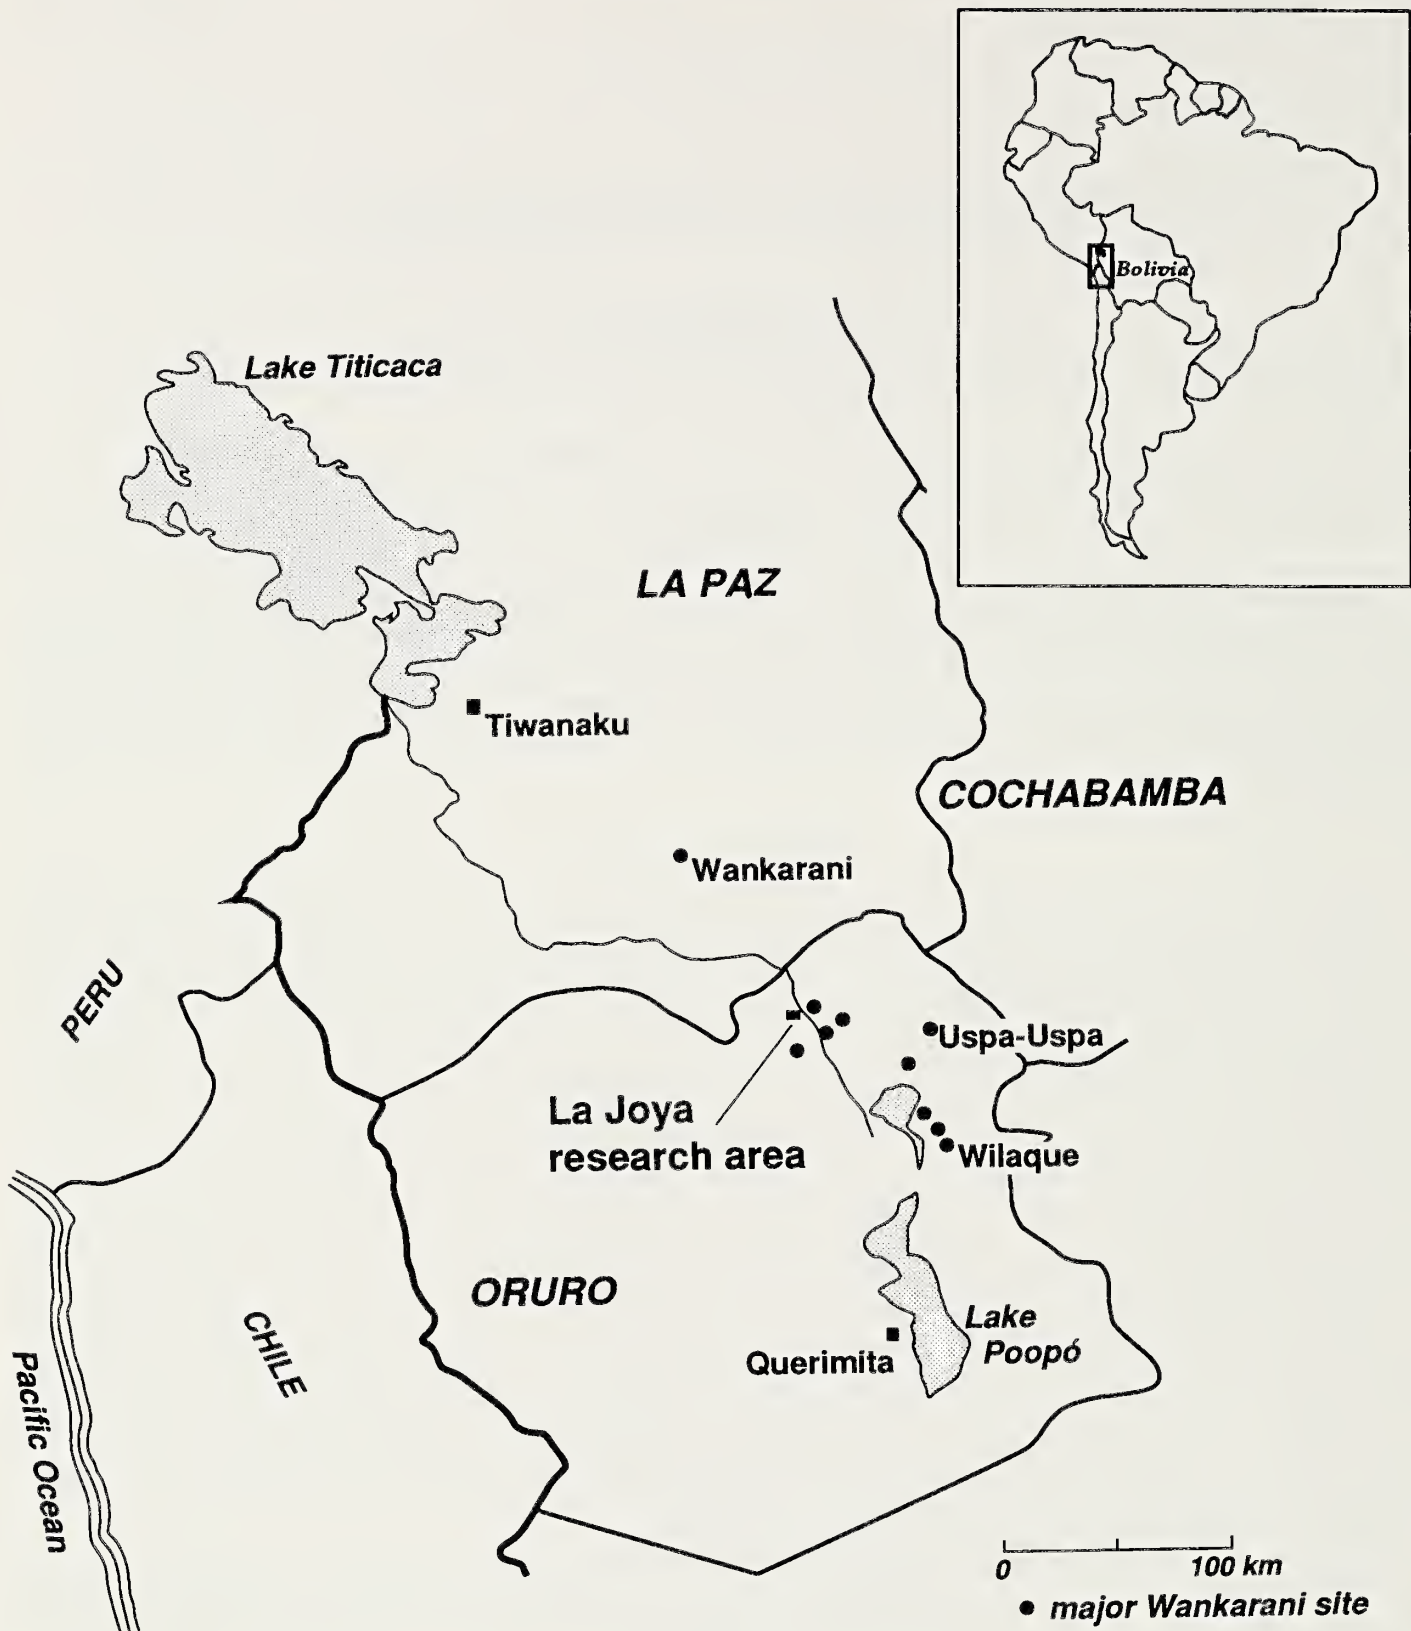 Bolivia
Lake Titicaca
LA PAZ
Tiwanaku
COCHABAMBA
Wankarani
PERU
Uspa-Uspa
La Joya
research area
Wilaque
ORURO
CHILE
Lake
Poopó
Querimita
Pacific Ocean
0 100 km
major Wankarani site